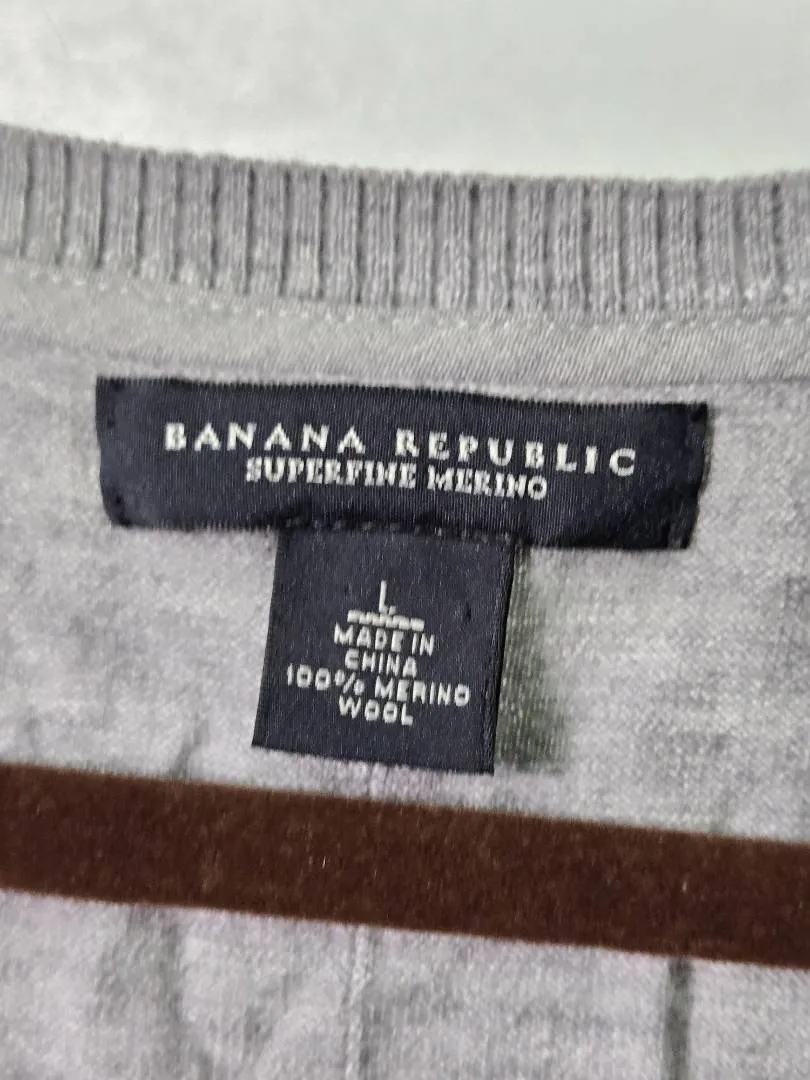 BANANA REPUBLIC
SUPERFINE MERINO
L
MADE IN
CHINA
100% MERINO
WOOL